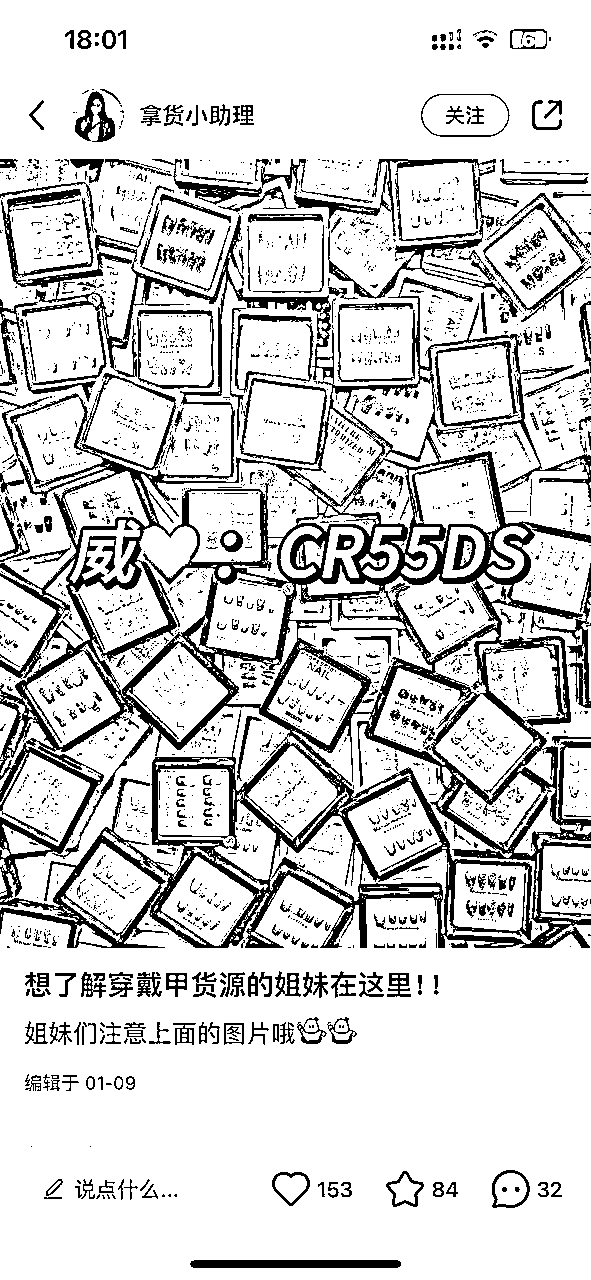 18:01
拿货小助理
关注
威🤍：CR55DS
NAIL
想了解穿戴甲货源的姐妹在这里！！
姐妹们注意上面的图片哦
编辑于 01-09
说点什么...
153
84
32